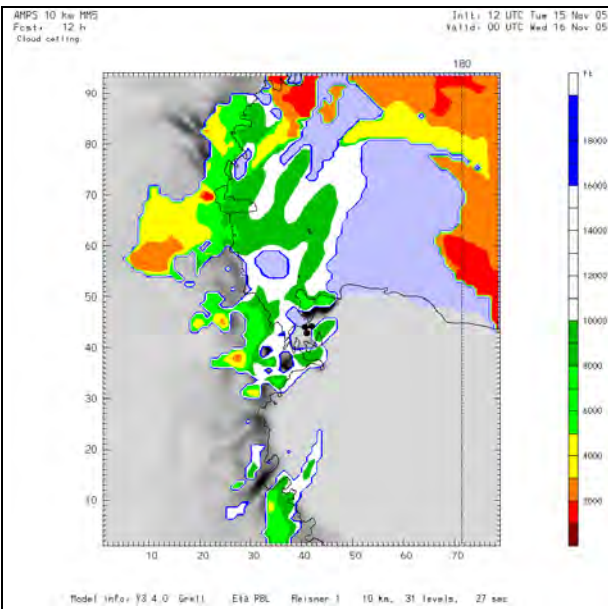 AMPS 10 km MM5
Init: 12 UTC Tue 15 Nov 05
Fcst: 12 h
Valid: 00 UTC Wed 16 Nov 05
Cloud ceiling
180
ft
90
80
70
60
50
40
30
20
10
16000
14000
12000
10000
8000
6000
4000
2000
10 20 30 40 50 60 70
Model info: V3.4.0 Grell Eta PBL Reisner 1 10 km, 31 levels, 27 sec